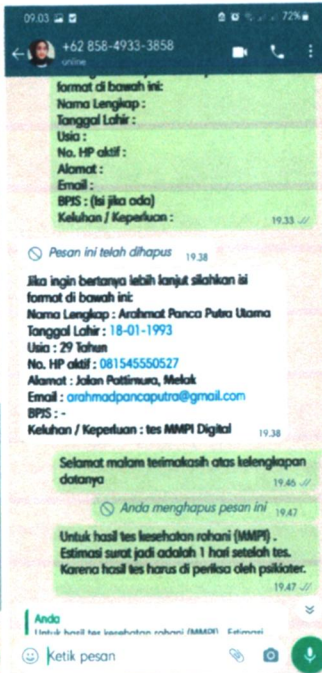 09.03
72%
+62 858-4933-3858
online
format di bawah ini:
Nama Lengkap :
Tanggal Lahir :
Usia :
No. HP aktif :
Alamat :
Email :
BPJS : (Isi jika ada)
Keluhan / Keperluan :
19.33
Pesan ini telah dihapus 19.38
Jika ingin bertanya lebih lanjut silahkan isi
format di bawah ini:
Nama Lengkap : Arahmat Panca Putra Utama
Tanggal Lahir : 18-01-1993
Usia : 29 Tahun
No. HP aktif : 081545550527
Alamat : Jalan Pattimura, Melak
Email : arahmadpancaputra@gmail.com
BPJS : -
Keluhan / Keperluan : tes MMPI Digital 19.38
Selamat malam terimakasih atas kelengkapan
datanya 19.46
Anda menghapus pesan ini 19.47
Untuk hasil tes kesehatan rohani (MMPI) .
Estimasi surat jadi adalah 1 hari setelah tes.
Karena hasil tes harus di periksa oleh psikiater.
19.47
Anda
Untuk hasil tes kesehatan rohani (MMPI) . Estimasi
Ketik pesan